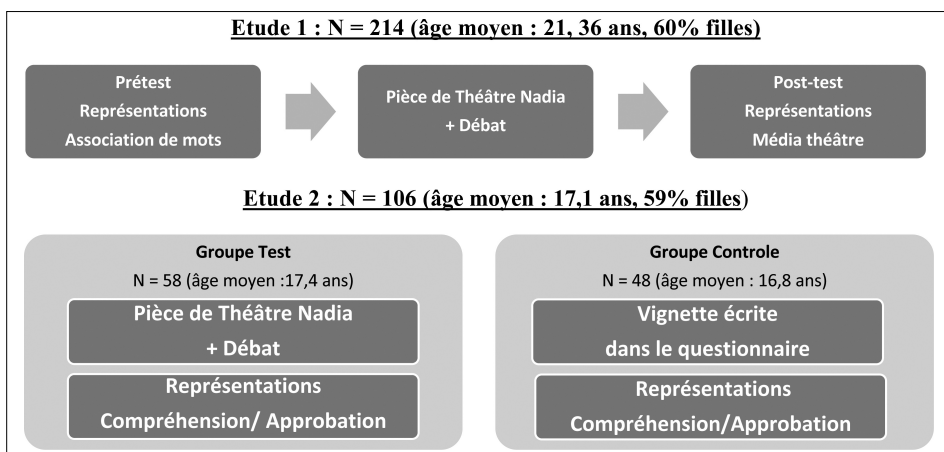 Etude 1 : N = 214 (âge moyen : 21, 36 ans, 60% filles)
Prétest
Représentations
Association de mots
Pièce de Théâtre Nadia
+ Débat
Post-test
Représentations
Média théâtre
Etude 2 : N = 106 (âge moyen : 17,1 ans, 59% filles)
Groupe Test
N = 58 (âge moyen :17,4 ans)
Pièce de Théâtre Nadia
+ Débat
Représentations
Compréhension/ Approbation
Groupe Controle
N = 48 (âge moyen : 16,8 ans)
Vignette écrite
dans le questionnaire
Représentations
Compréhension/Approbation